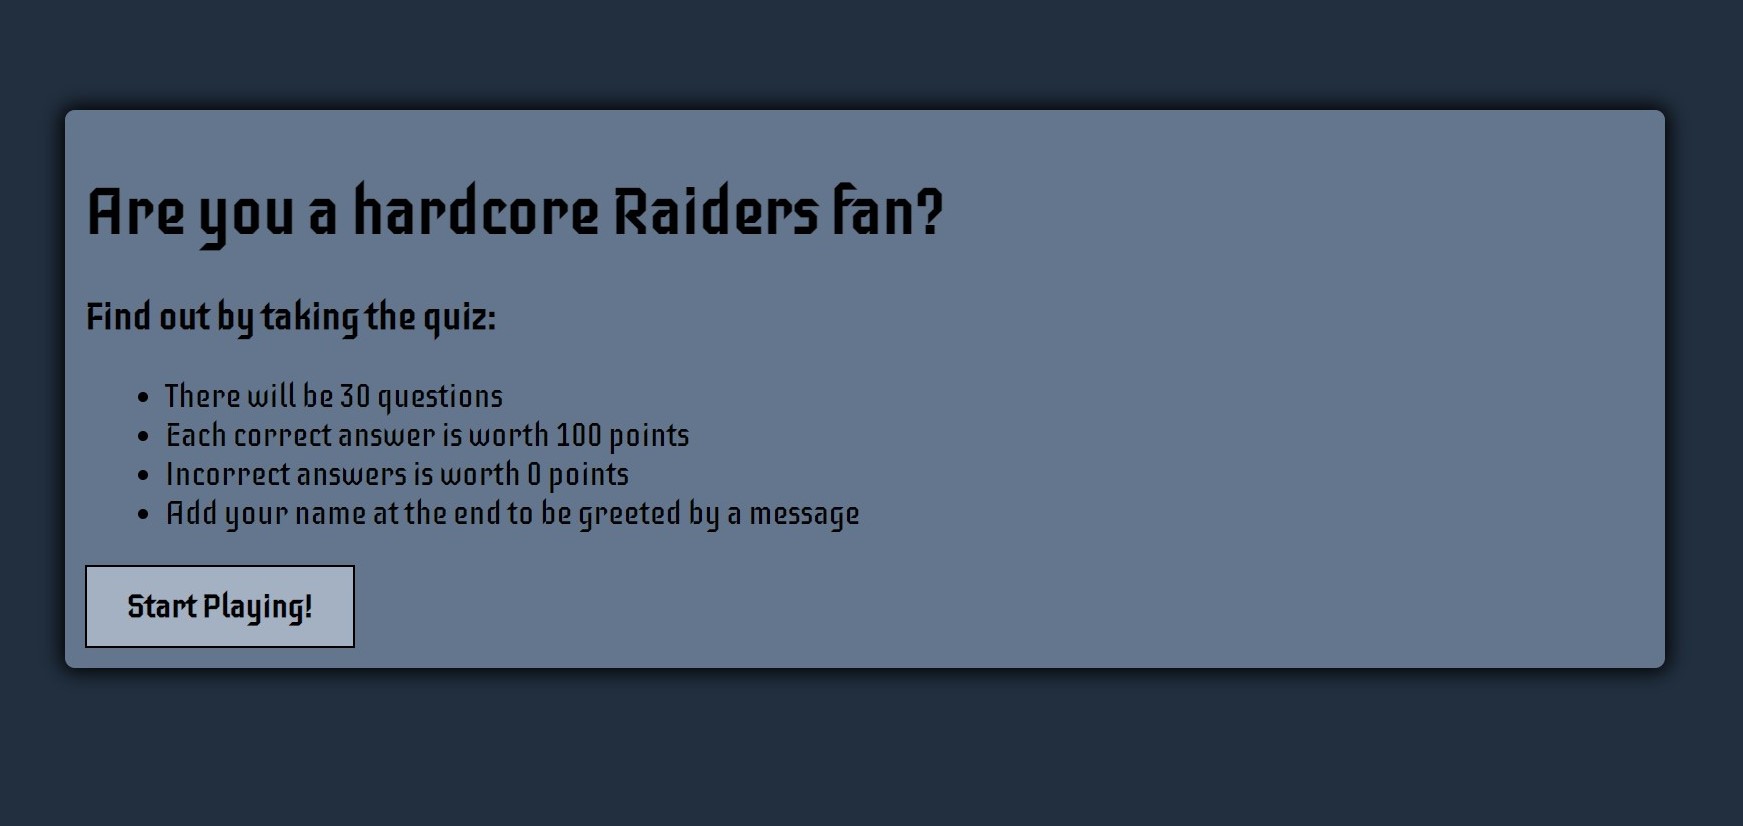 Are you a hardcore Raiders fan?
Find out by taking the quiz:
• There will be 30 questions
• Each correct answer is worth 100 points
• Incorrect answers is worth 0 points
• Add your name at the end to be greeted by a message
Start Playing!